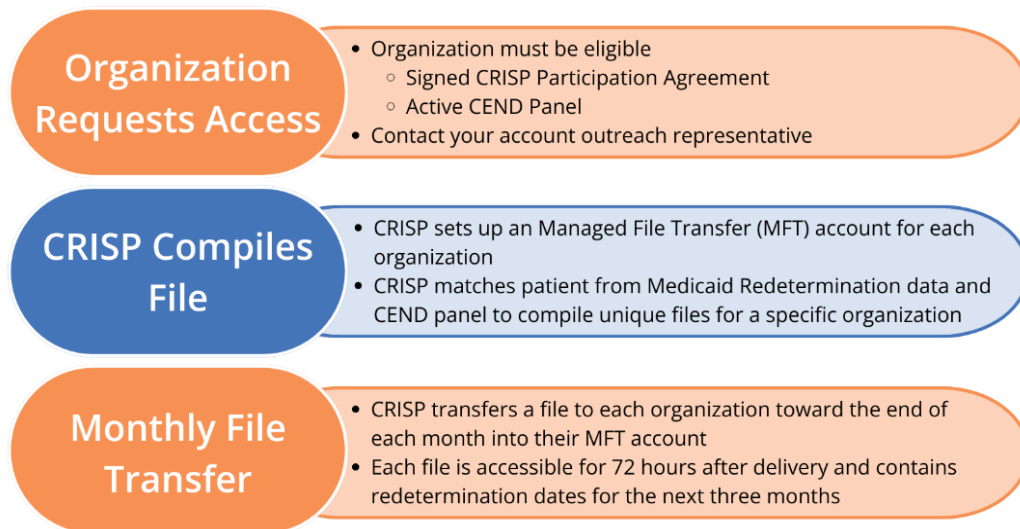 Organization
Requests Access
• Organization must be eligible
◦ Signed CRISP Participation Agreement
◦ Active CEND Panel
• Contact your account outreach representative
CRISP Compiles
File
• CRISP sets up an Managed File Transfer (MFT) account for each
organization
• CRISP matches patient from Medicaid Redetermination data and
CEND panel to compile unique files for a specific organization
Monthly File
Transfer
• CRISP transfers a file to each organization toward the end of
each month into their MFT account
• Each file is accessible for 72 hours after delivery and contains
redetermination dates for the next three months